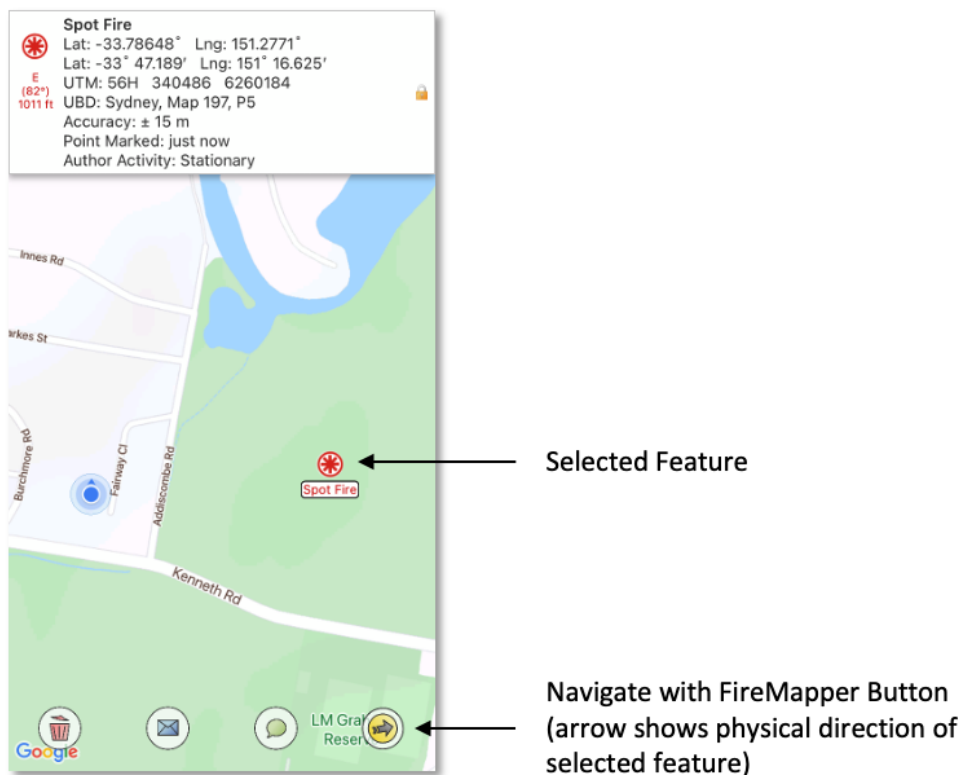 Spot Fire
Lat: -33.78648° Lng: 151.2771°
Lat: -33° 47.189' Lng: 151° 16.625'
E
(82°)
1011 ft
UTM: 56H 340486 6260184
UBD: Sydney, Map 197, P5
Accuracy: ± 15 m
Point Marked: just now
Author Activity: Stationary
Innes Rd
arkes St
Burchmore Rd
Fairway Cl
Addiscombe Rd
Spot Fire
Selected Feature
Kenneth Rd
LM Gra
Reser
Google
Navigate with FireMapper Button
(arrow shows physical direction of
selected feature)